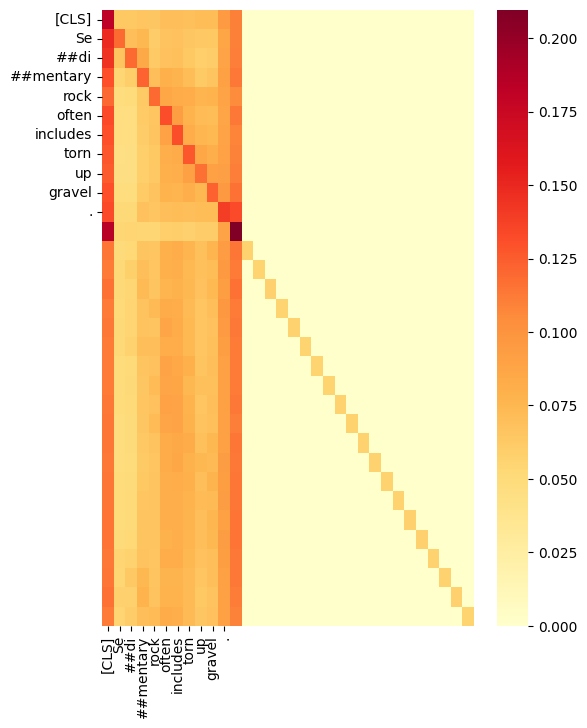 [CLS]
Se
##di
##mentary
rock
often
includes
torn
up
gravel
.
0.200
0.175
0.150
0.125
0.100
0.075
0.050
0.025
0.000
[CLS]
Se
##di
##mentary
rock
often
includes
torn
up
gravel
.